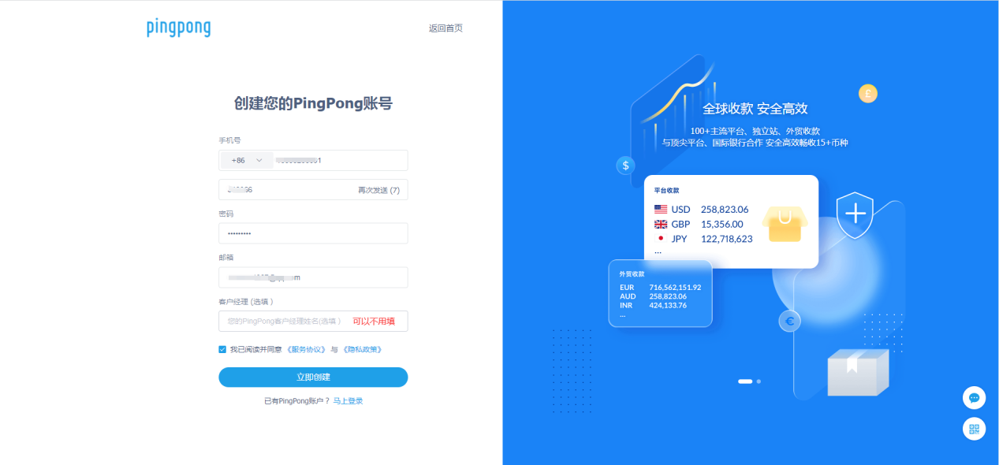 pingpong
返回首页
创建您的PingPong账号
手机号
+86
再次发送 (7)
密码
邮箱
客户经理 (选填 )
您的PingPong客户经理姓名(选填 ) 可以不用填
我已阅读并同意 《服务协议》 与 《隐私政策》
立即创建
已有PingPong账户 ? 马上登录
全球收款 安全高效
100+主流平台、独立站、外贸收款
与顶尖平台、国际银行合作 安全高效畅收15+币种
£
$
平台收款
USD 258,823.06
GBP 15,356.00
JPY 122,718,623
...
外贸收款
EUR 716,562,151.92
AUD 258,823.06
INR 424,133.76
...
€